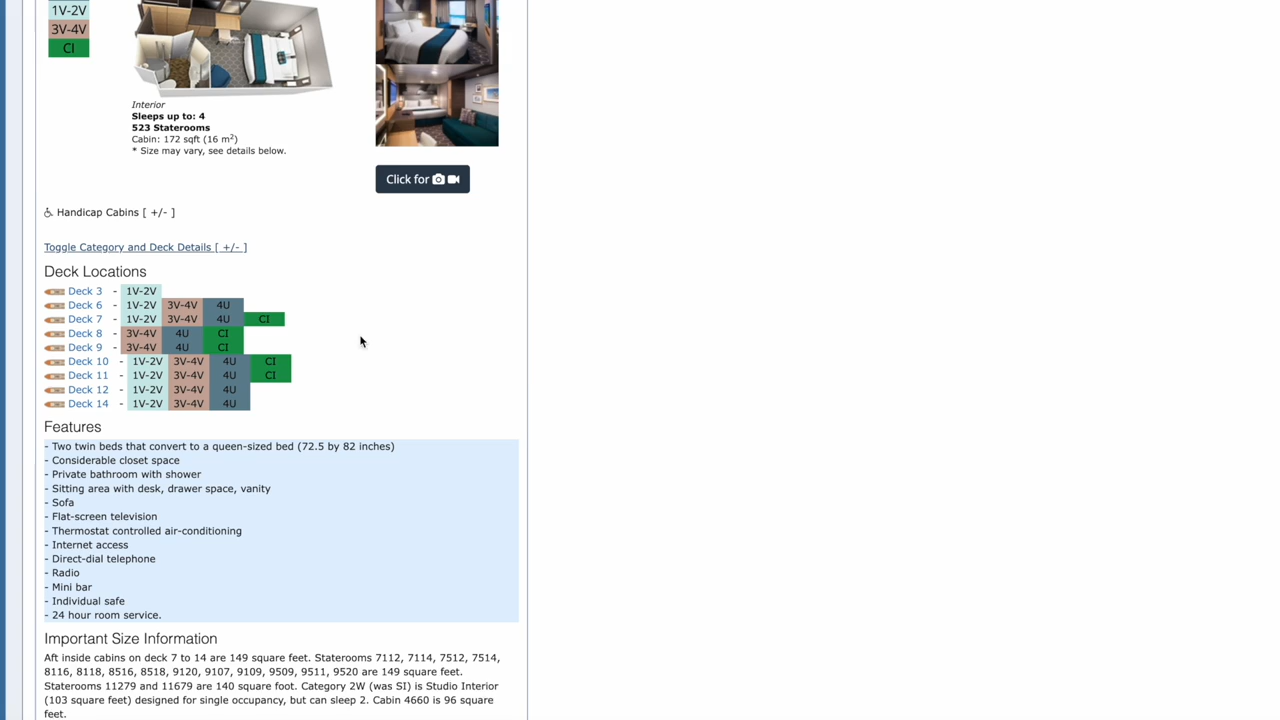 1V-2V
3V-4V
CI
Interior
Sleeps up to: 4
523 Staterooms
Cabin: 172 sqft (16 m²)
* Size may vary, see details below.
Click for
Handicap Cabins [ +/- ]
Toggle Category and Deck Details [ +/- ]
Deck Locations
Deck 3 - 1V-2V
Deck 6 - 1V-2V 3V-4V 4U
Deck 7 - 1V-2V 3V-4V 4U CI
Deck 8 - 3V-4V 4U CI
Deck 9 - 3V-4V 4U CI
Deck 10 - 1V-2V 3V-4V 4U CI
Deck 11 - 1V-2V 3V-4V 4U CI
Deck 12 - 1V-2V 3V-4V 4U
Deck 14 - 1V-2V 3V-4V 4U
Features
- Two twin beds that convert to a queen-sized bed (72.5 by 82 inches)
- Considerable closet space
- Private bathroom with shower
- Sitting area with desk, drawer space, vanity
- Sofa
- Flat-screen television
- Thermostat controlled air-conditioning
- Internet access
- Direct-dial telephone
- Radio
- Mini bar
- Individual safe
- 24 hour room service.
Important Size Information
Aft inside cabins on deck 7 to 14 are 149 square feet. Staterooms 7112, 7114, 7512, 7514,
8116, 8118, 8516, 8518, 9120, 9107, 9109, 9509, 9511, 9520 are 149 square feet.
Staterooms 11279 and 11679 are 140 square foot. Category 2W (was SI) is Studio Interior
(103 square feet) designed for single occupancy, but can sleep 2. Cabin 4660 is 96 square
feet.